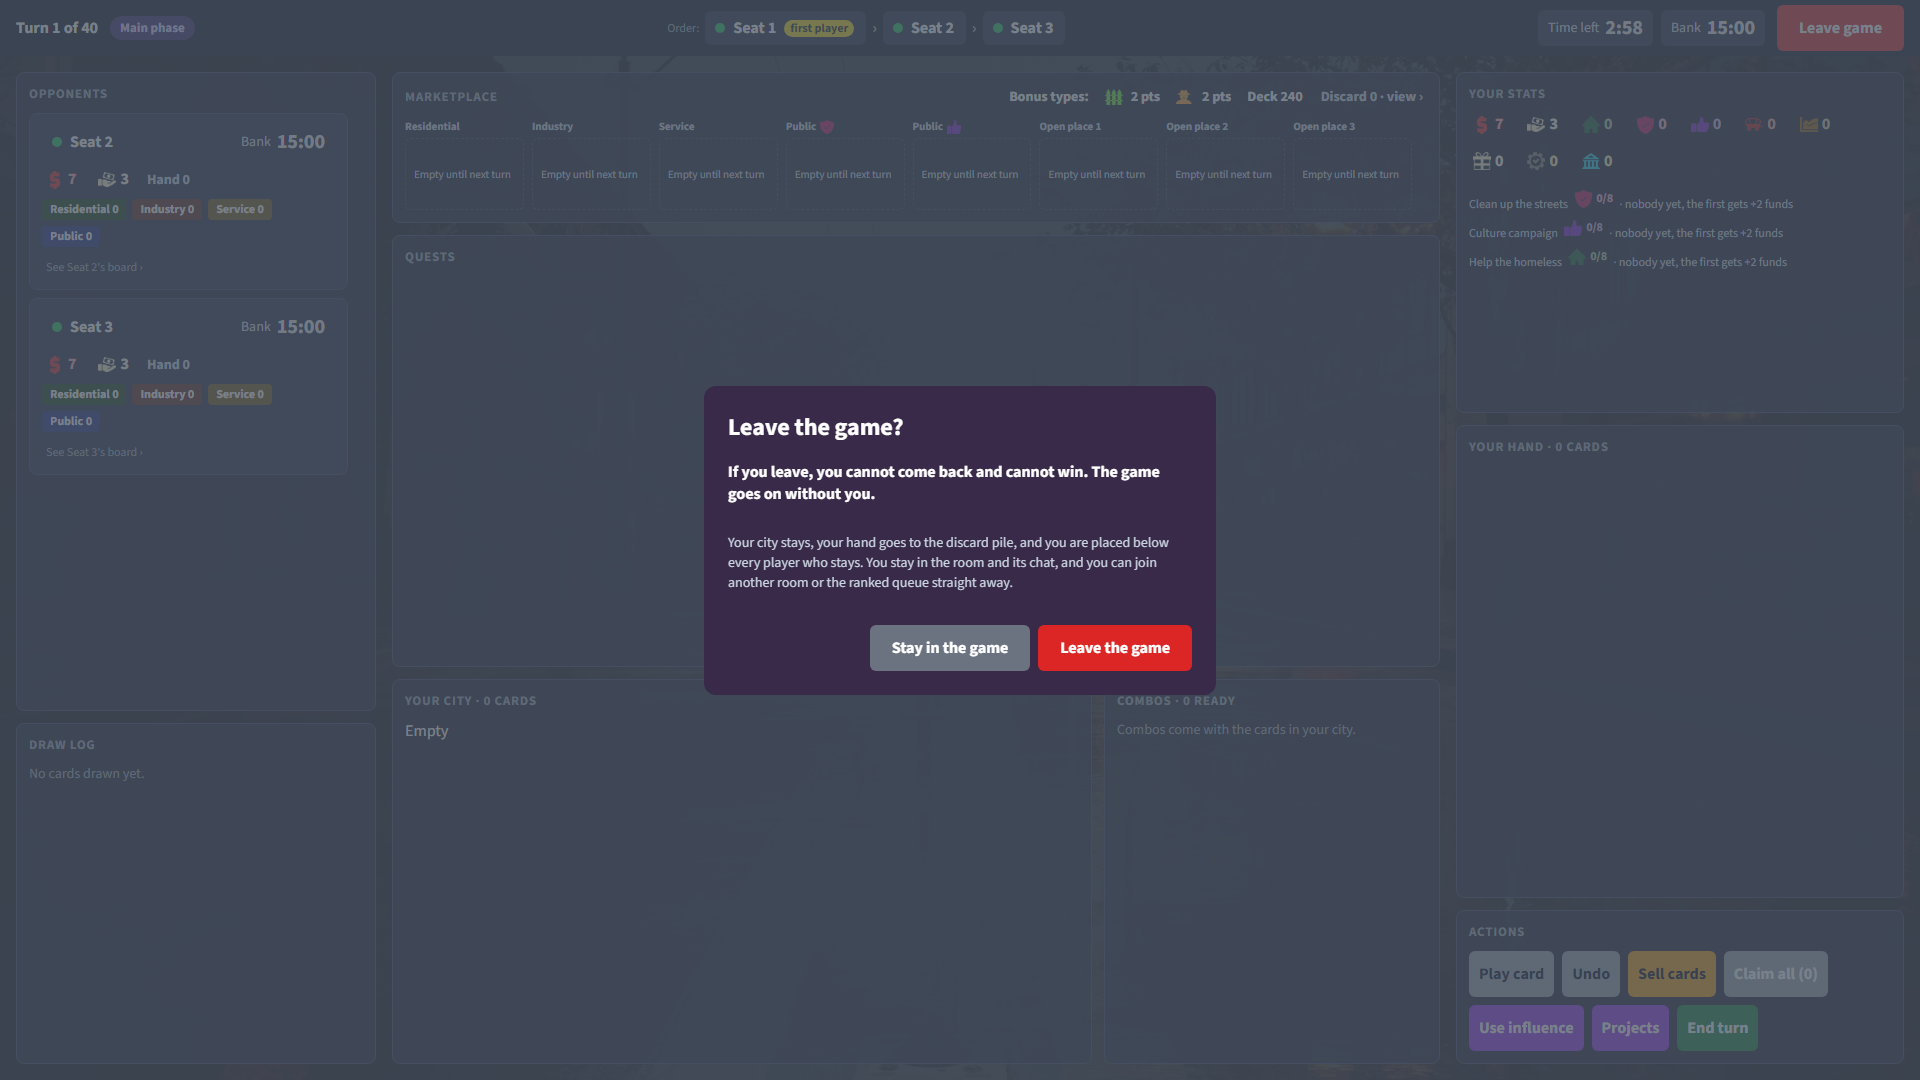 Turn 1 of 40
Main phase
Order:
Seat 1
first player
›
Seat 2
›
Seat 3
Time left 2:58
Bank 15:00
Leave game
OPPONENTS
Seat 2
Bank 15:00
7
3
Hand 0
Residential 0
Industry 0
Service 0
Public 0
See Seat 2's board ›
Seat 3
Bank 15:00
7
3
Hand 0
Residential 0
Industry 0
Service 0
Public 0
See Seat 3's board ›
DRAW LOG
No cards drawn yet.
MARKETPLACE
Bonus types:
2 pts
2 pts
Deck 240
Discard 0 · view ›
Residential
Industry
Service
Public
Public
Open place 1
Open place 2
Open place 3
Empty until next turn
Empty until next turn
Empty until next turn
Empty until next turn
Empty until next turn
Empty until next turn
Empty until next turn
Empty until next turn
QUESTS
Leave the game?
If you leave, you cannot come back and cannot win. The game
goes on without you.
Your city stays, your hand goes to the discard pile, and you are placed below
every player who stays. You stay in the room and its chat, and you can join
another room or the ranked queue straight away.
Stay in the game
Leave the game
YOUR CITY · 0 CARDS
Empty
COMBOS · 0 READY
Combos come with the cards in your city.
YOUR STATS
7
3
0
0
0
0
0
0
0
0
Clean up the streets 0/8 · nobody yet, the first gets +2 funds
Culture campaign 0/8 · nobody yet, the first gets +2 funds
Help the homeless 0/8 · nobody yet, the first gets +2 funds
YOUR HAND · 0 CARDS
ACTIONS
Play card
Undo
Sell cards
Claim all (0)
Use influence
Projects
End turn